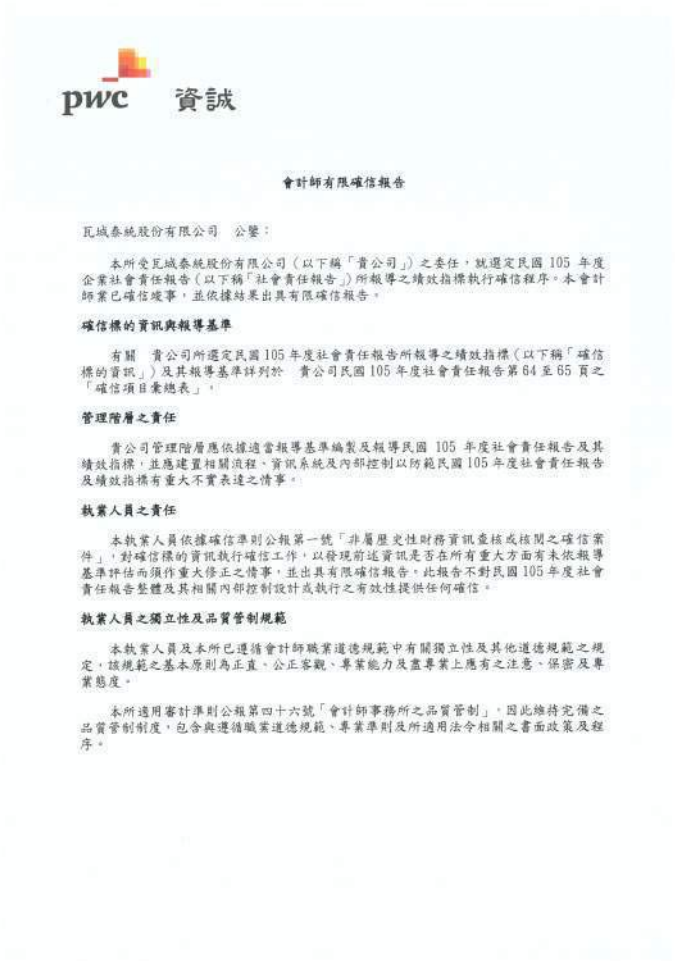 pwc 資誠
會計師有限確信報告
瓦城泰統股份有限公司　公鑒：
本所受瓦城泰統股份有限公司（以下稱「貴公司」）之委任，就選定民國 105 年度
企業社會責任報告（以下稱「社會責任報告」）所報導之績效指標執行確信程序。本會計
師業已確信竣事，並依據結果出具有限確信報告。
確信標的資訊與報導基準
有關　貴公司所選定民國 105 年度社會責任報告所報導之績效指標（以下稱「確信
標的資訊」）及其報導基準詳列於　貴公司民國 105 年度社會責任報告第 64 至 65 頁之
「確信項目彙總表」。
管理階層之責任
貴公司管理階層應依據適當報導基準編製及報導民國 105 年度社會責任報告及其
績效指標，並應建置相關流程、資訊系統及內部控制以防範民國 105 年度社會責任報告
及績效指標有重大不實表達之情事。
執業人員之責任
本執業人員依據確信準則公報第一號「非屬歷史性財務資訊查核或核閱之確信案
件」，對確信標的資訊執行確信工作，以發現前述資訊是否在所有重大方面有未依報導
基準評估而須作重大修正之情事，並出具有限確信報告。此報告不對民國 105 年度社會
責任報告整體及其相關內部控制設計或執行之有效性提供任何確信。
執業人員之獨立性及品質管制規範
本執業人員及本所已遵循會計師職業道德規範中有關獨立性及其他道德規範之規
定，該規範之基本原則為正直、公正客觀、專業能力及盡專業上應有之注意、保密及專
業態度。
本所適用審計準則公報第四十六號「會計師事務所之品質管制」，因此維持完備之
品質管制制度，包含與遵循職業道德規範、專業準則及所適用法令相關之書面政策及程
序。